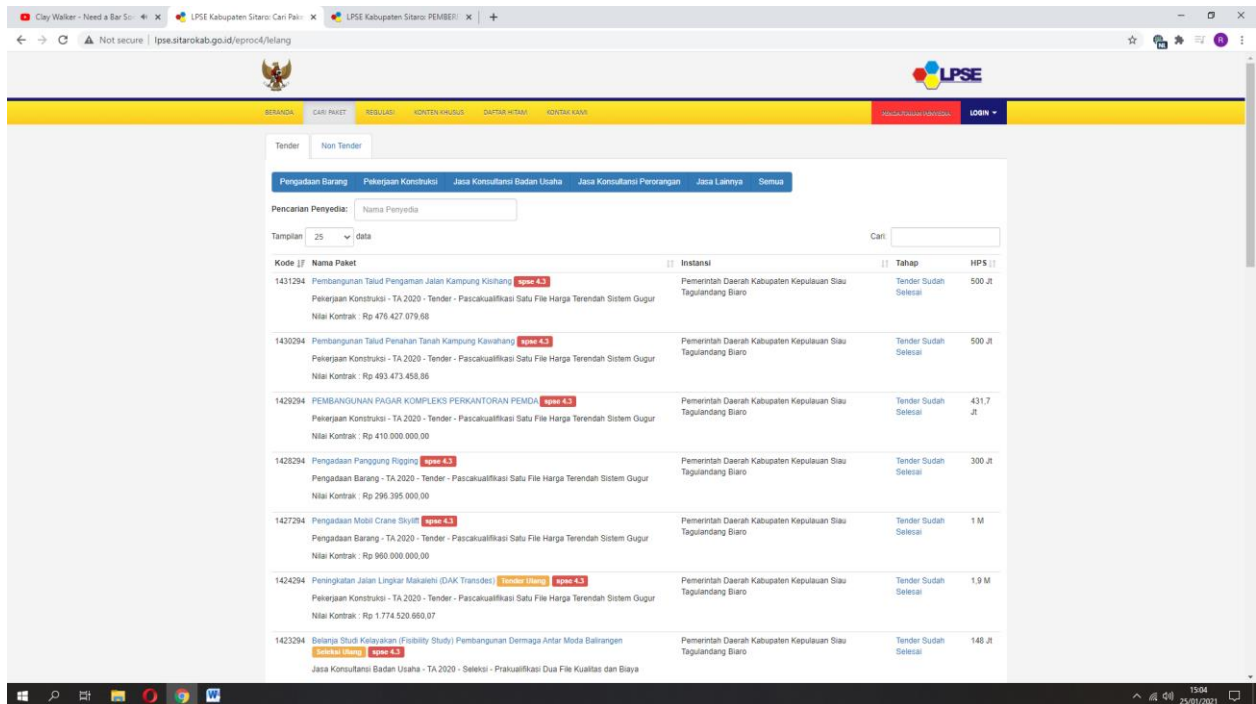 Clay Walker - Need a Bar Sc
LPSE Kabupaten Sitaro: Cari Pake
LPSE Kabupaten Sitaro: PEMBER
Not secure | lpse.sitarokab.go.id/eproc4/lelang
R
LPSE
BERANDA CARI PAKET REGULASI KONTEN KHUSUS DAFTAR HITAM KONTAK KAMI LOGIN
Tender Non Tender
Pengadaan Barang Pekerjaan Konstruksi Jasa Konsultansi Badan Usaha Jasa Konsultansi Perorangan Jasa Lainnya Semua
Pencarian Penyedia: Nama Penyedia
Tampilan 25 data Cari:
Kode Nama Paket Instansi Tahap HPS
1431294 Pembangunan Talud Pengaman Jalan Kampung Kisihang spse 4.3 Pemerintah Daerah Kabupaten Kepulauan Siau Tender Sudah 500 Jt
Tagulandang Biaro Selesai
Pekerjaan Konstruksi - TA 2020 - Tender - Pascakualifikasi Satu File Harga Terendah Sistem Gugur
Nilai Kontrak : Rp 476.427.079,68
1430294 Pembangunan Talud Penahan Tanah Kampung Kawahang spse 4.3 Pemerintah Daerah Kabupaten Kepulauan Siau Tender Sudah 500 Jt
Tagulandang Biaro Selesai
Pekerjaan Konstruksi - TA 2020 - Tender - Pascakualifikasi Satu File Harga Terendah Sistem Gugur
Nilai Kontrak : Rp 493.473.458,86
1429294 PEMBANGUNAN PAGAR KOMPLEKS PERKANTORAN PEMDA spse 4.3 Pemerintah Daerah Kabupaten Kepulauan Siau Tender Sudah 431,7
Tagulandang Biaro Selesai Jt
Pekerjaan Konstruksi - TA 2020 - Tender - Pascakualifikasi Satu File Harga Terendah Sistem Gugur
Nilai Kontrak : Rp 410.000.000,00
1428294 Pengadaan Panggung Rigging spse 4.3 Pemerintah Daerah Kabupaten Kepulauan Siau Tender Sudah 300 Jt
Tagulandang Biaro Selesai
Pengadaan Barang - TA 2020 - Tender - Pascakualifikasi Satu File Harga Terendah Sistem Gugur
Nilai Kontrak : Rp 296.395.000,00
1427294 Pengadaan Mobil Crane Skylift spse 4.3 Pemerintah Daerah Kabupaten Kepulauan Siau Tender Sudah 1 M
Tagulandang Biaro Selesai
Pengadaan Barang - TA 2020 - Tender - Pascakualifikasi Satu File Harga Terendah Sistem Gugur
Nilai Kontrak : Rp 960.000.000,00
1424294 Peningkatan Jalan Lingkar Makalehi (DAK Transdes) Tender Ulang spse 4.3 Pemerintah Daerah Kabupaten Kepulauan Siau Tender Sudah 1,9 M
Tagulandang Biaro Selesai
Pekerjaan Konstruksi - TA 2020 - Tender - Pascakualifikasi Satu File Harga Terendah Sistem Gugur
Nilai Kontrak : Rp 1.774.520.660,07
1423294 Belanja Studi Kelayakan (Fisibility Study) Pembangunan Dermaga Antar Moda Balirangen Pemerintah Daerah Kabupaten Kepulauan Siau Tender Sudah 148 Jt
Seleksi Ulang spse 4.3 Tagulandang Biaro Selesai
Jasa Konsultansi Badan Usaha - TA 2020 - Seleksi - Prakualifikasi Dua File Kualitas dan Biaya
15:04
25/01/2021